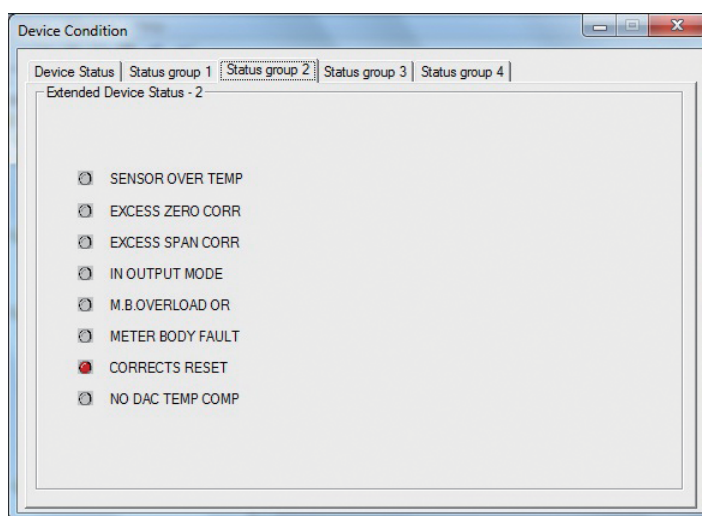 Device Condition
Device Status Status group 1 Status group 2 Status group 3 Status group 4
Extended Device Status - 2
SENSOR OVER TEMP
EXCESS ZERO CORR
EXCESS SPAN CORR
IN OUTPUT MODE
M.B.OVERLOAD OR
METER BODY FAULT
CORRECTS RESET
NO DAC TEMP COMP